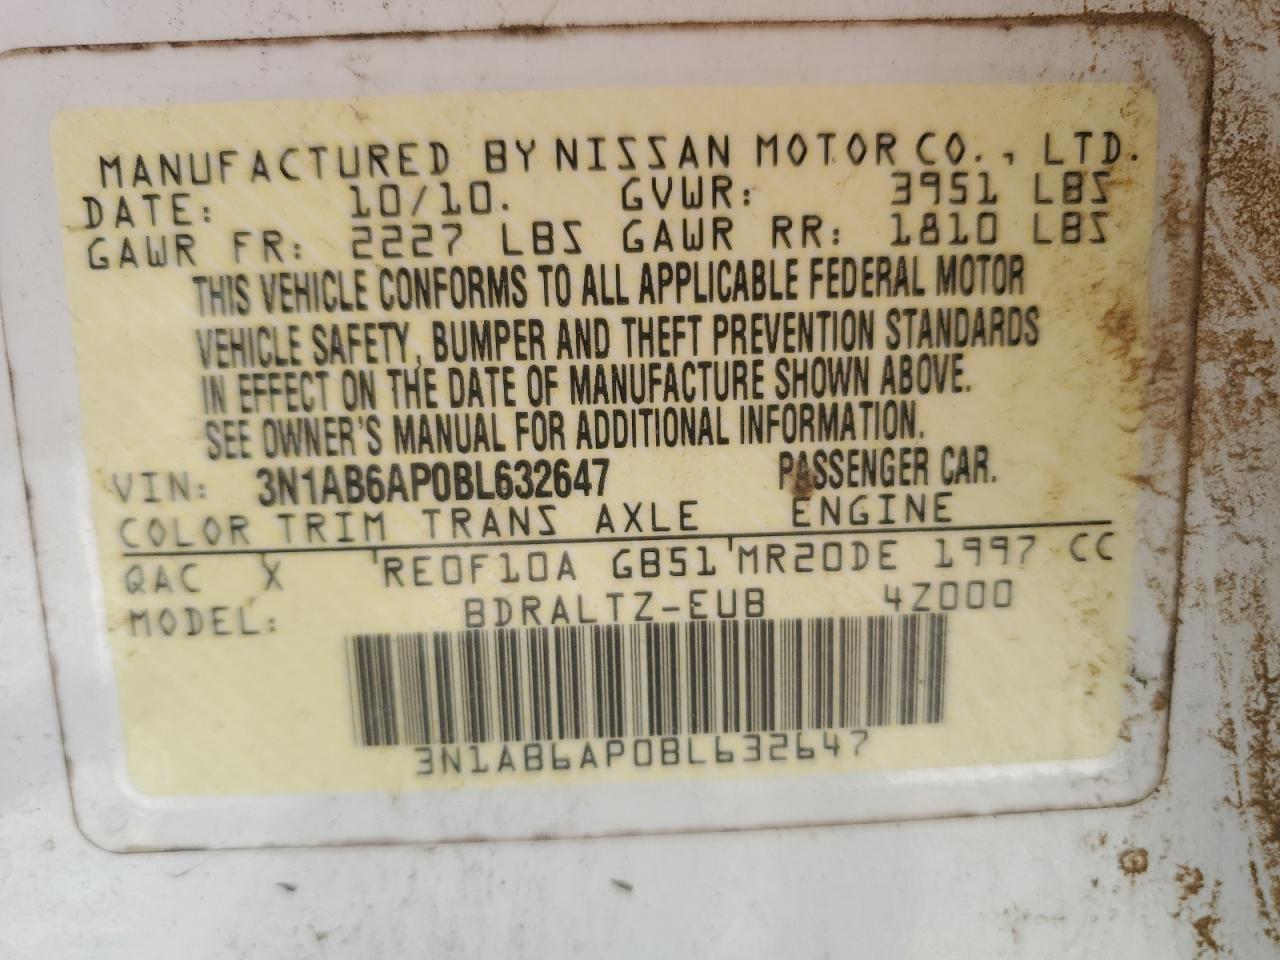 MANUFACTURED BY NISSAN MOTOR CO., LTD.
DATE: 10/10. GVWR: 3951 LBS
GAWR FR: 2227 LBS GAWR RR: 1810 LBS
THIS VEHICLE CONFORMS TO ALL APPLICABLE FEDERAL MOTOR
VEHICLE SAFETY, BUMPER AND THEFT PREVENTION STANDARDS
IN EFFECT ON THE DATE OF MANUFACTURE SHOWN ABOVE.
SEE OWNER'S MANUAL FOR ADDITIONAL INFORMATION.
VIN: 3N1AB6AP0BL632647 PASSENGER CAR.
COLOR TRIM TRANS AXLE ENGINE
QAC X RE0F10A GB51 MR20DE 1997 CC
MODEL: BDRALTZ-EUB 4Z000
3N1AB6AP0BL632647